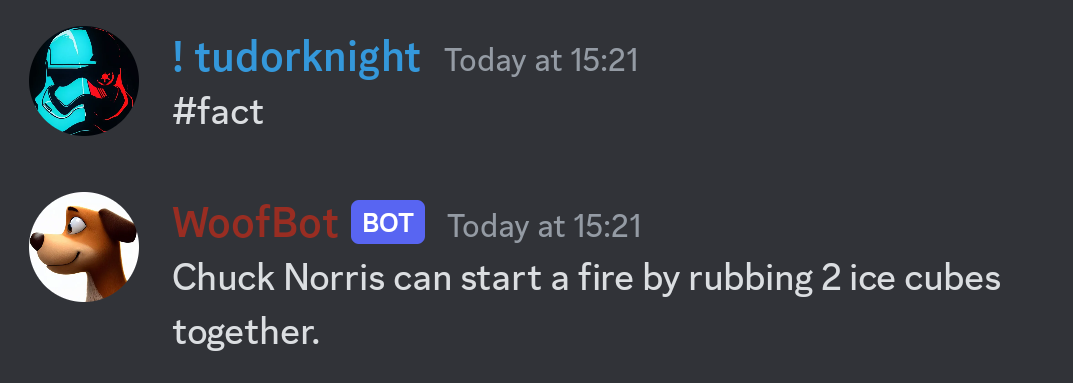 ! tudorknight Today at 15:21
#fact
WoofBot BOT Today at 15:21
Chuck Norris can start a fire by rubbing 2 ice cubes
together.